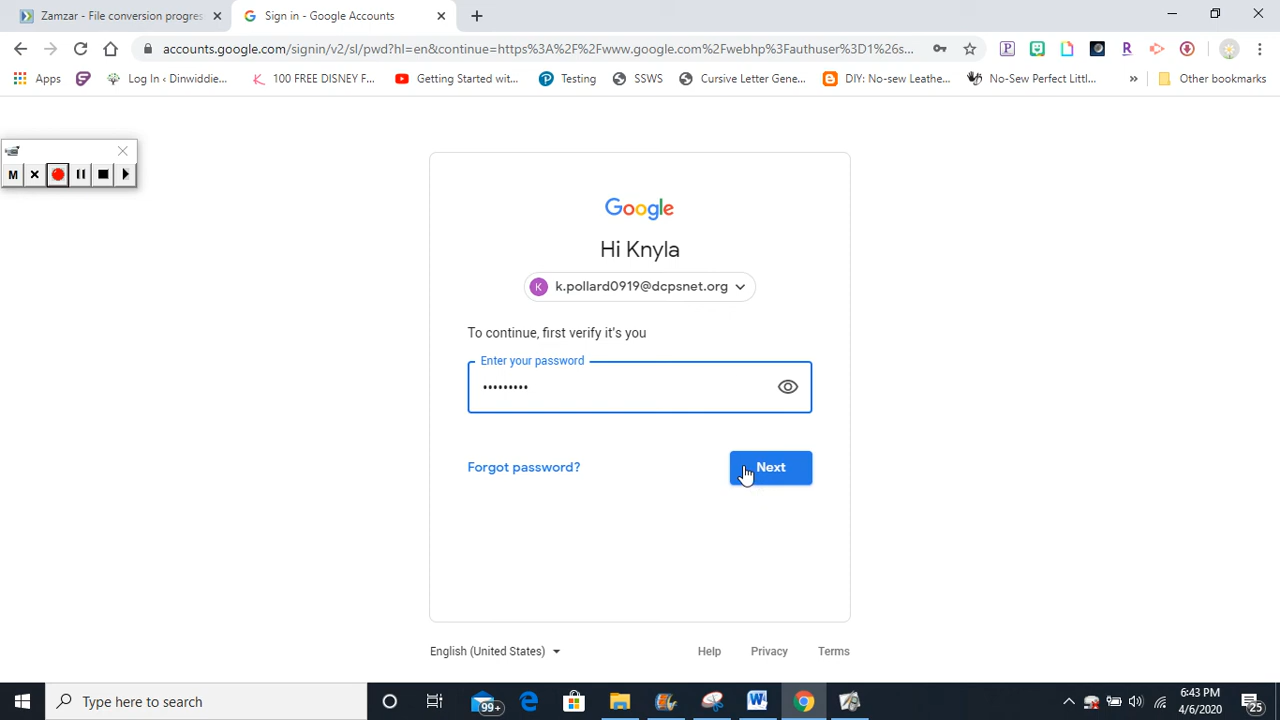 Zamzar - File conversion progres
Sign in - Google Accounts
accounts.google.com/signin/v2/sl/pwd?hl=en&continue=https%3A%2F%2Fwww.google.com%2Fwebhp%3Fauthuser%3D1%26s...
Apps
Log In ‹ Dinwiddie...
100 FREE DISNEY F...
Getting Started wit...
Testing
SSWS
Cursive Letter Gene...
DIY: No-sew Leathe...
No-Sew Perfect Littl...
»
Other bookmarks
M
Google
Hi Knyla
K k.pollard0919@dcpsnet.org
To continue, first verify it's you
Enter your password
•••••••••
Forgot password?
Next
English (United States)
Help
Privacy
Terms
Type here to search
99+
6:43 PM
4/6/2020
25